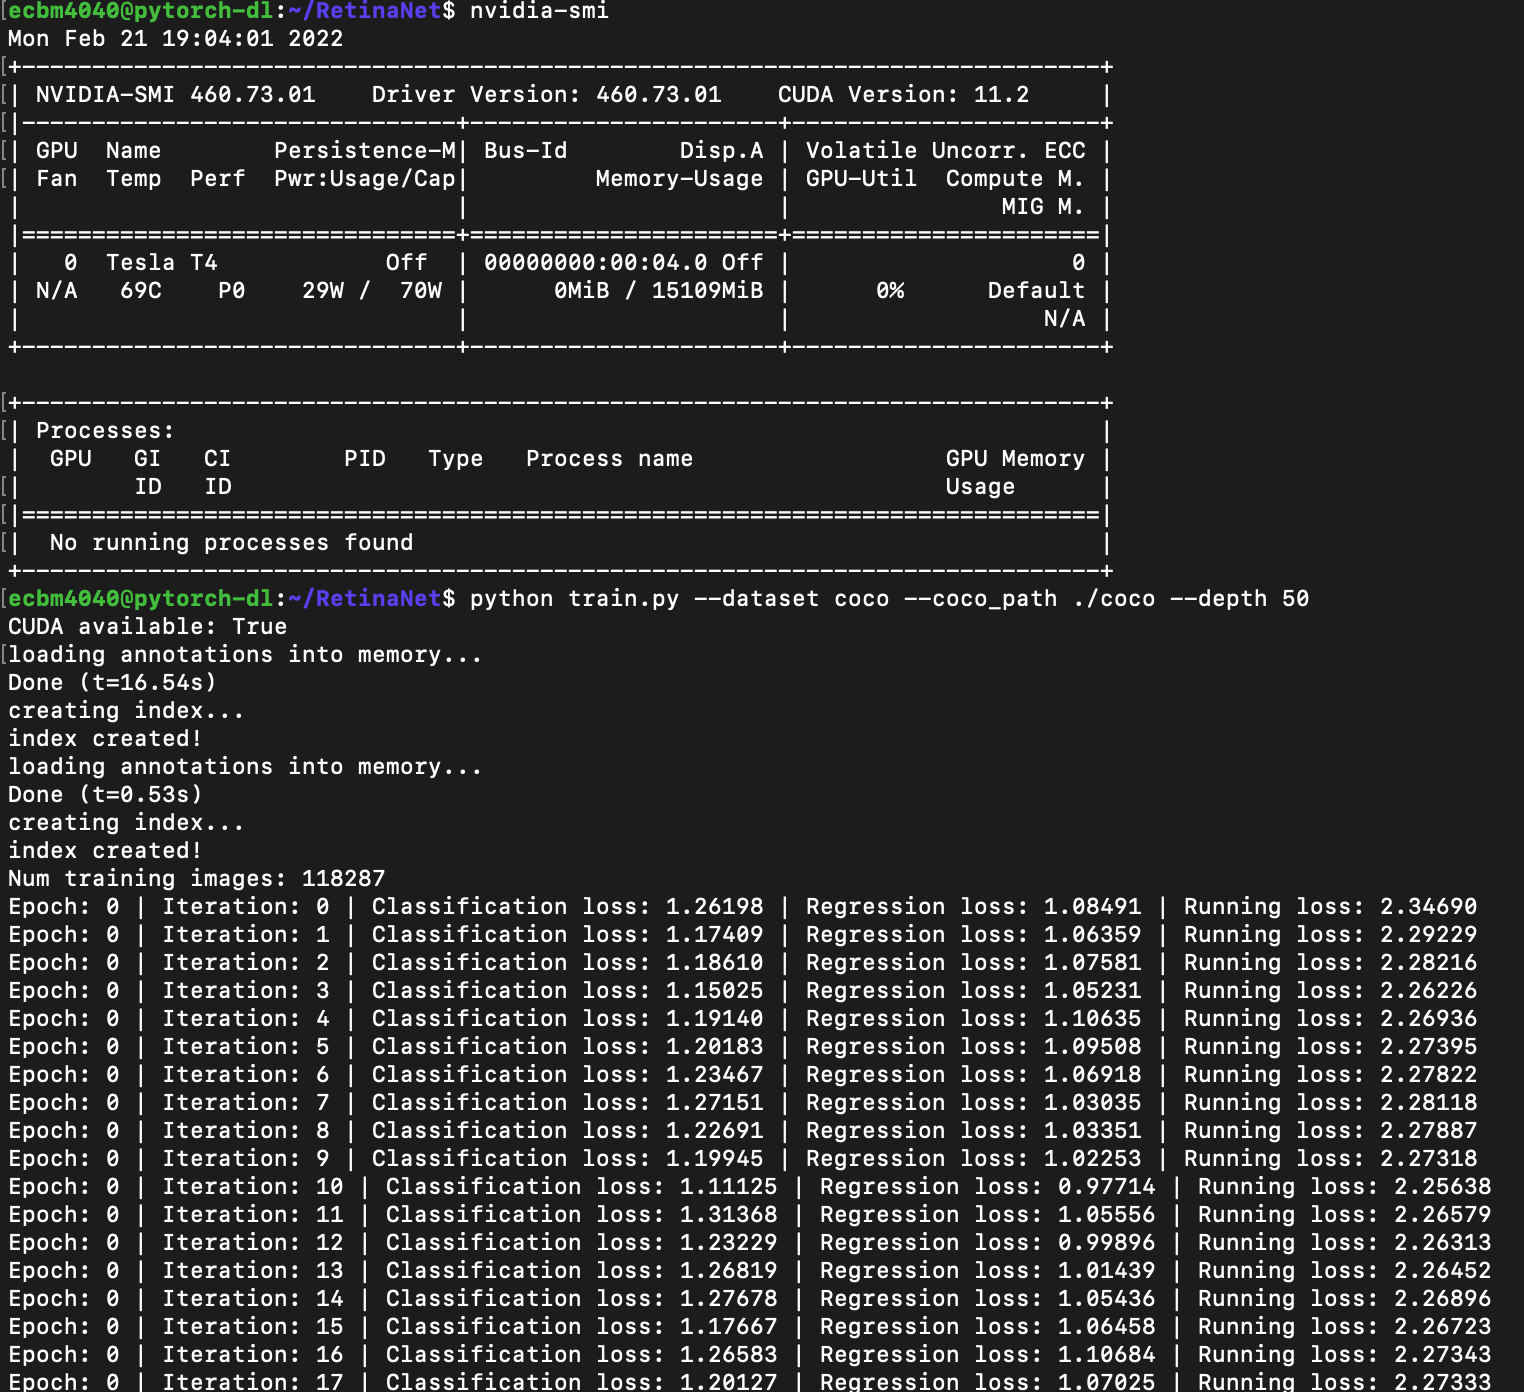 [ecbm4040@pytorch-dl:~/RetinaNet$ nvidia-smi
Mon Feb 21 19:04:01 2022
[+-----------------------------------------------------------------------------+
[| NVIDIA-SMI 460.73.01    Driver Version: 460.73.01    CUDA Version: 11.2     |
[|-------------------------------+----------------------+----------------------+
[| GPU  Name        Persistence-M| Bus-Id        Disp.A | Volatile Uncorr. ECC |
[| Fan  Temp  Perf  Pwr:Usage/Cap|         Memory-Usage | GPU-Util  Compute M. |
|                               |                      |               MIG M. |
|===============================+======================+======================|
|   0  Tesla T4            Off  | 00000000:00:04.0 Off |                    0 |
| N/A   69C    P0    29W /  70W |      0MiB / 15109MiB |      0%      Default |
|                               |                      |                  N/A |
+-------------------------------+----------------------+----------------------+

[+-----------------------------------------------------------------------------+
[| Processes:                                                                  |
|  GPU   GI   CI        PID   Type   Process name                  GPU Memory |
[|        ID   ID                                                   Usage      |
[|=============================================================================|
[|  No running processes found                                                 |
+-----------------------------------------------------------------------------+
[ecbm4040@pytorch-dl:~/RetinaNet$ python train.py --dataset coco --coco_path ./coco --depth 50
CUDA available: True
[loading annotations into memory...
Done (t=16.54s)
creating index...
index created!
loading annotations into memory...
Done (t=0.53s)
creating index...
index created!
Num training images: 118287
Epoch: 0 | Iteration: 0 | Classification loss: 1.26198 | Regression loss: 1.08491 | Running loss: 2.34690
Epoch: 0 | Iteration: 1 | Classification loss: 1.17409 | Regression loss: 1.06359 | Running loss: 2.29229
Epoch: 0 | Iteration: 2 | Classification loss: 1.18610 | Regression loss: 1.07581 | Running loss: 2.28216
Epoch: 0 | Iteration: 3 | Classification loss: 1.15025 | Regression loss: 1.05231 | Running loss: 2.26226
Epoch: 0 | Iteration: 4 | Classification loss: 1.19140 | Regression loss: 1.10635 | Running loss: 2.26936
Epoch: 0 | Iteration: 5 | Classification loss: 1.20183 | Regression loss: 1.09508 | Running loss: 2.27395
Epoch: 0 | Iteration: 6 | Classification loss: 1.23467 | Regression loss: 1.06918 | Running loss: 2.27822
Epoch: 0 | Iteration: 7 | Classification loss: 1.27151 | Regression loss: 1.03035 | Running loss: 2.28118
Epoch: 0 | Iteration: 8 | Classification loss: 1.22691 | Regression loss: 1.03351 | Running loss: 2.27887
Epoch: 0 | Iteration: 9 | Classification loss: 1.19945 | Regression loss: 1.02253 | Running loss: 2.27318
Epoch: 0 | Iteration: 10 | Classification loss: 1.11125 | Regression loss: 0.97714 | Running loss: 2.25638
Epoch: 0 | Iteration: 11 | Classification loss: 1.31368 | Regression loss: 1.05556 | Running loss: 2.26579
Epoch: 0 | Iteration: 12 | Classification loss: 1.23229 | Regression loss: 0.99896 | Running loss: 2.26313
Epoch: 0 | Iteration: 13 | Classification loss: 1.26819 | Regression loss: 1.01439 | Running loss: 2.26452
Epoch: 0 | Iteration: 14 | Classification loss: 1.27678 | Regression loss: 1.05436 | Running loss: 2.26896
Epoch: 0 | Iteration: 15 | Classification loss: 1.17667 | Regression loss: 1.06458 | Running loss: 2.26723
Epoch: 0 | Iteration: 16 | Classification loss: 1.26583 | Regression loss: 1.10684 | Running loss: 2.27343
Epoch: 0 | Iteration: 17 | Classification loss: 1.20127 | Regression loss: 1.07025 | Running loss: 2.27333